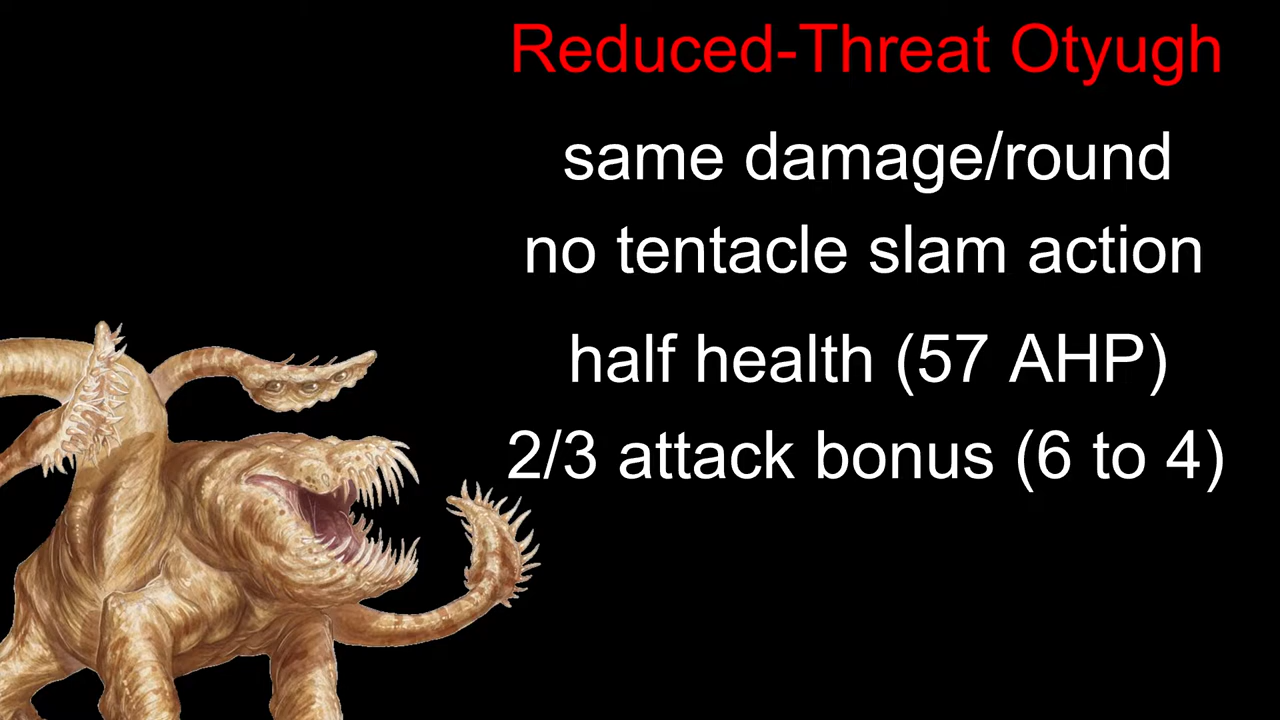 Reduced-Threat Otyugh
same damage/round
no tentacle slam action
half health (57 AHP)
2/3 attack bonus (6 to 4)